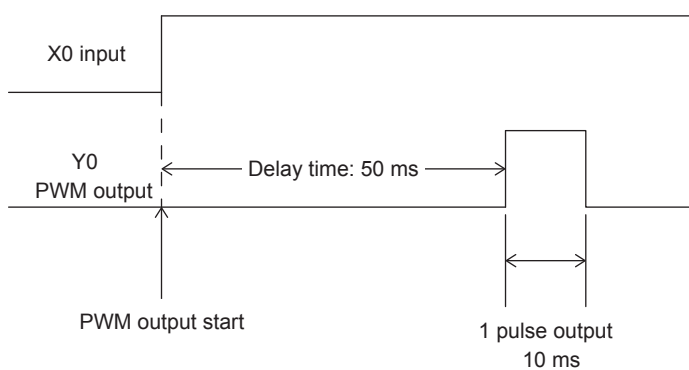 X0 input
Y0
PWM output
Delay time: 50 ms
PWM output start
1 pulse output
10 ms